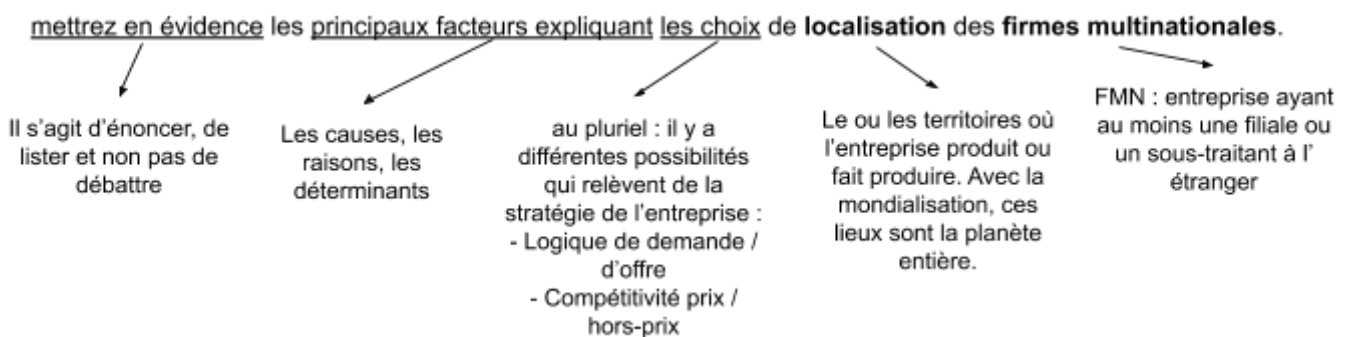 mettrez en évidence les principaux facteurs expliquant les choix de localisation des firmes multinationales.
Il s’agit d’énoncer, de
lister et non pas de
débattre
Les causes, les
raisons, les
déterminants
au pluriel : il y a
différentes possibilités
qui relèvent de la
stratégie de l’entreprise :
- Logique de demande /
d’offre
- Compétitivité prix /
hors-prix
Le ou les territoires où
l’entreprise produit ou
fait produire. Avec la
mondialisation, ces
lieux sont la planète
entière.
FMN : entreprise ayant
au moins une filiale ou
un sous-traitant à l’
étranger